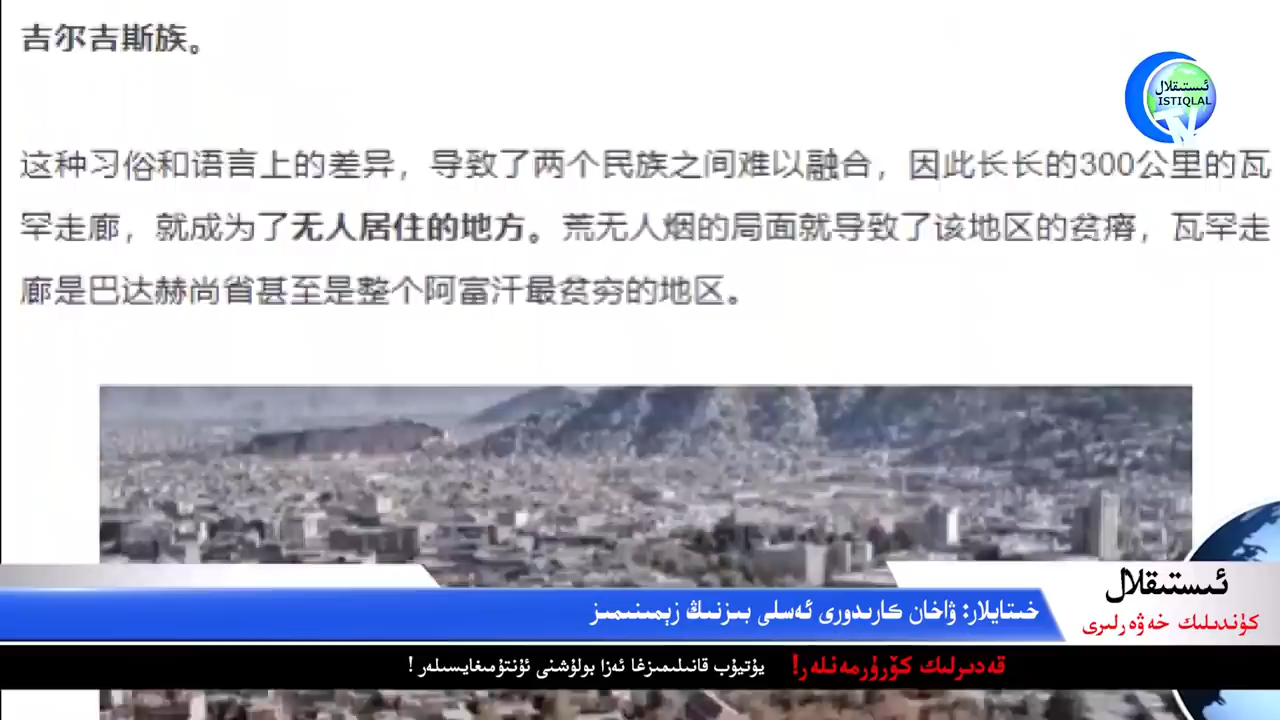 吉尔吉斯族。
ئىستىقلال
ISTIQLAL
TV
这种习俗和语言上的差异，导致了两个民族之间难以融合，因此长长的300公里的瓦
罕走廊，就成为了无人居住的地方。荒无人烟的局面就导致了该地区的贫瘠，瓦罕走
廊是巴达赫尚省甚至是整个阿富汗最贫穷的地区。
ئىستىقلال
كۈندىلىك خەۋەرلىرى
خىتايلار: ۋاخان كارىدورى ئەسلى بىزنىڭ زېمىنىمىز
قەدىرلىك كۆرۈرمەنلەر!
يۇتيۇب قانىلىمىزغا ئەزا بولۇشنى ئۇنتۇمىغايسىلەر !